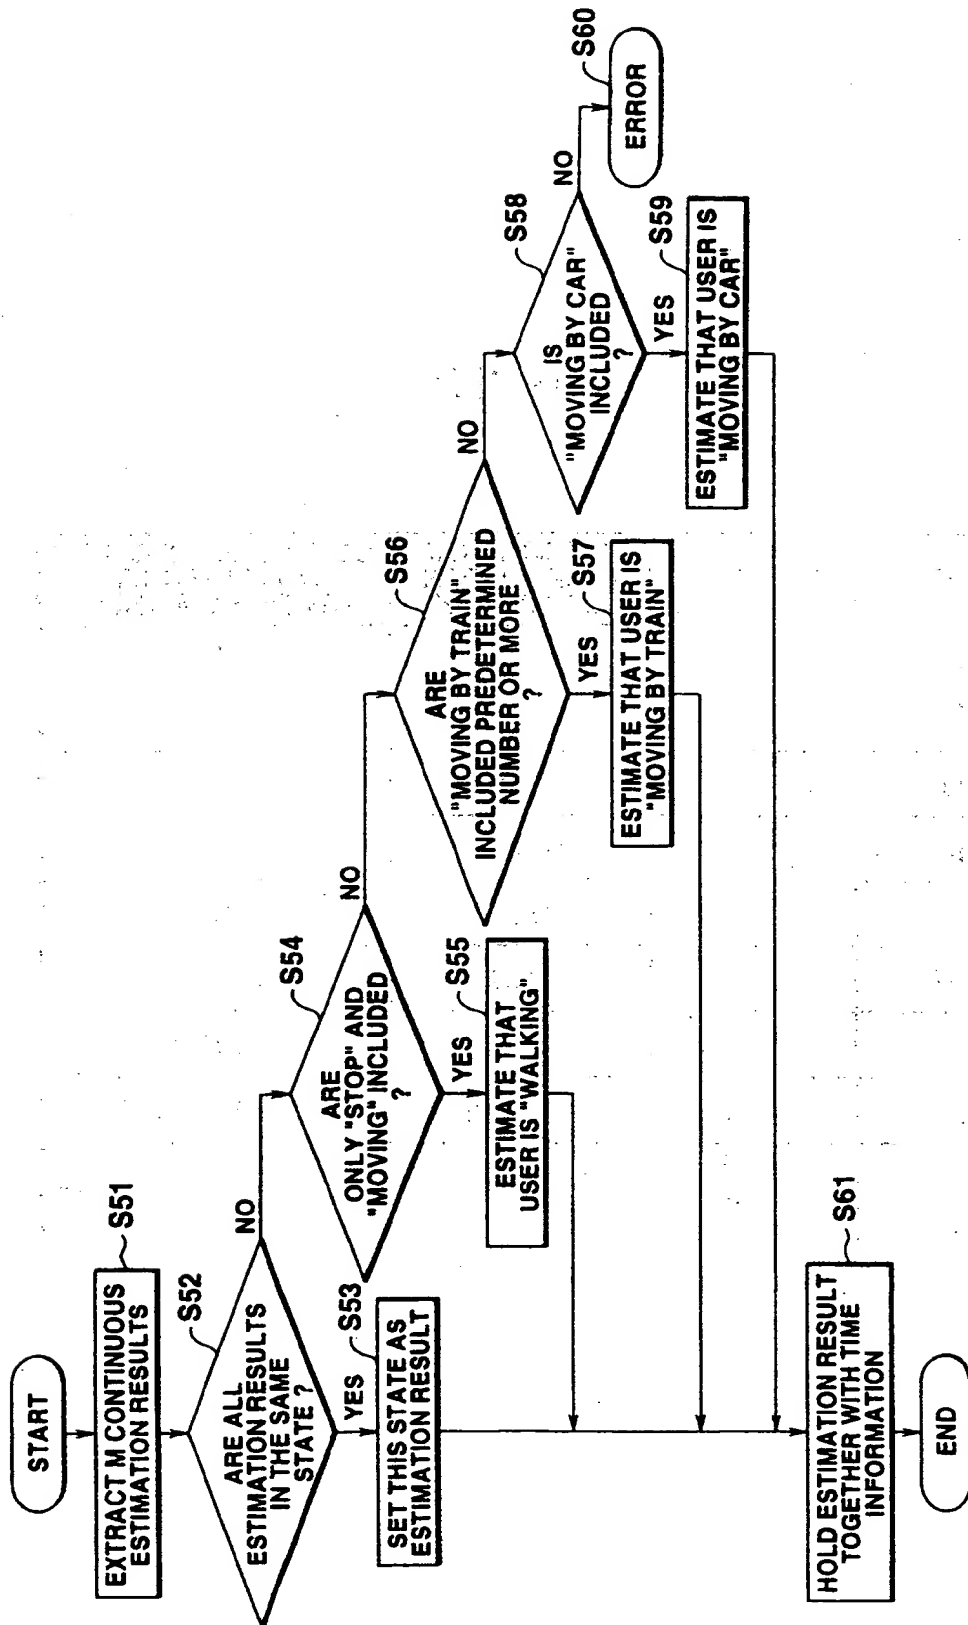 START
S51
EXTRACT M CONTINUOUS
ESTIMATION RESULTS
S52
ARE ALL
ESTIMATION RESULTS
IN THE SAME
STATE ?
NO
YES
S53
SET THIS STATE AS
ESTIMATION RESULT
S54
ARE
ONLY "STOP" AND
"MOVING" INCLUDED
?
NO
YES
S55
ESTIMATE THAT
USER IS "WALKING"
S56
ARE
"MOVING BY TRAIN"
INCLUDED PREDETERMINED
NUMBER OR MORE
?
NO
YES
S57
ESTIMATE THAT USER IS
"MOVING BY TRAIN"
S58
IS
"MOVING BY CAR"
INCLUDED
?
NO
YES
S59
ESTIMATE THAT USER IS
"MOVING BY CAR"
S60
ERROR
S61
HOLD ESTIMATION RESULT
TOGETHER WITH TIME
INFORMATION
END